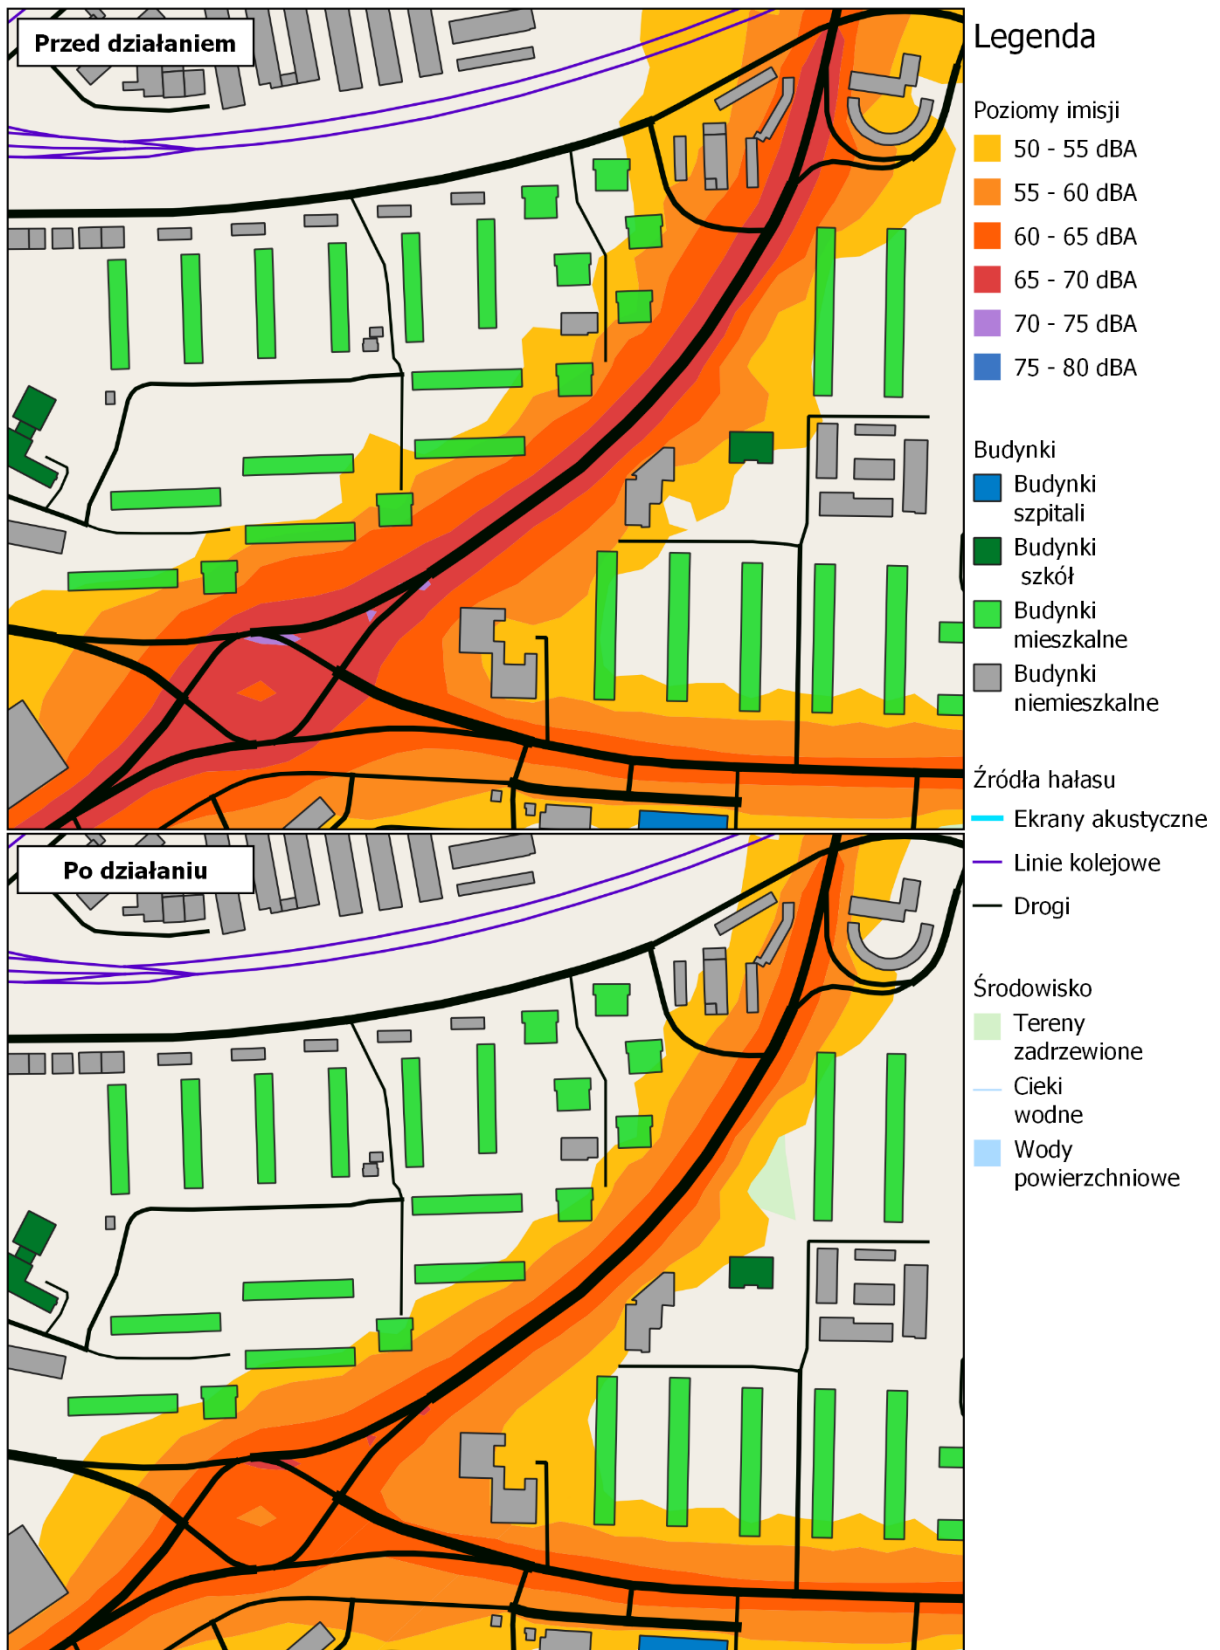 Przed działaniem
Po działaniu
Legenda
Poziomy imisji
50 - 55 dBA
55 - 60 dBA
60 - 65 dBA
65 - 70 dBA
70 - 75 dBA
75 - 80 dBA
Budynki
Budynki
szpitali
Budynki
szkół
Budynki
mieszkalne
Budynki
niemieszkalne
Źródła hałasu
Ekrany akustyczne
Linie kolejowe
Drogi
Środowisko
Tereny
zadrzewione
Cieki
wodne
Wody
powierzchniowe